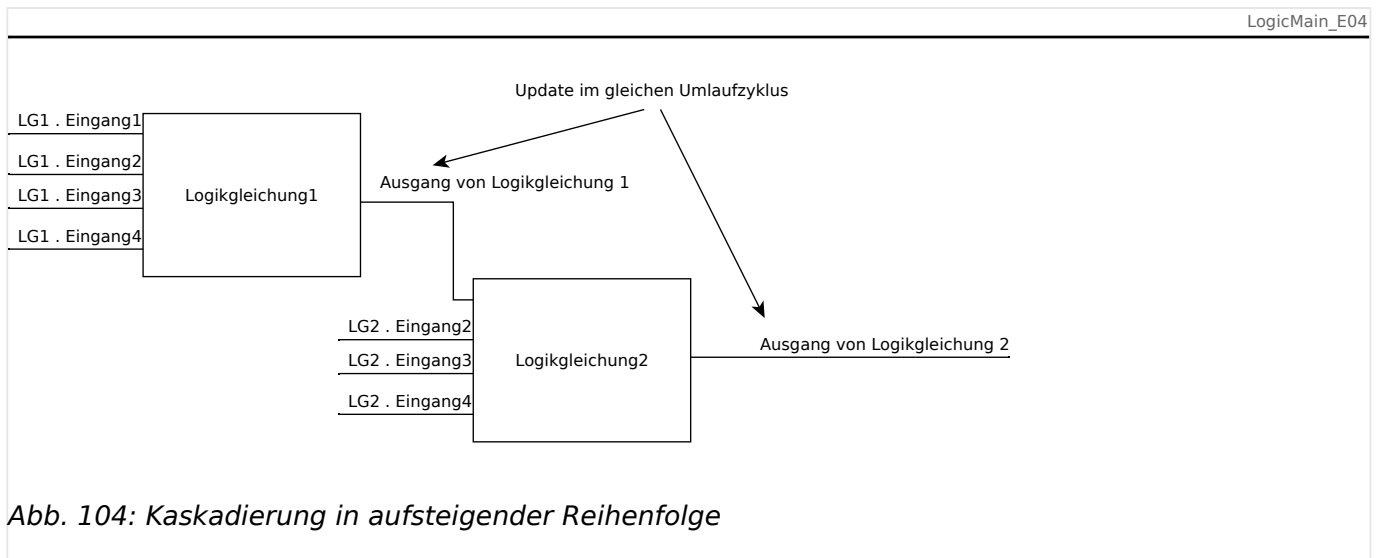 LogicMain_E04
Update im gleichen Umlaufzyklus
LG1 . Eingang1
LG1 . Eingang2
LG1 . Eingang3
LG1 . Eingang4
Logikgleichung1
Ausgang von Logikgleichung 1
LG2 . Eingang2
LG2 . Eingang3
LG2 . Eingang4
Logikgleichung2
Ausgang von Logikgleichung 2
Abb. 104: Kaskadierung in aufsteigender Reihenfolge